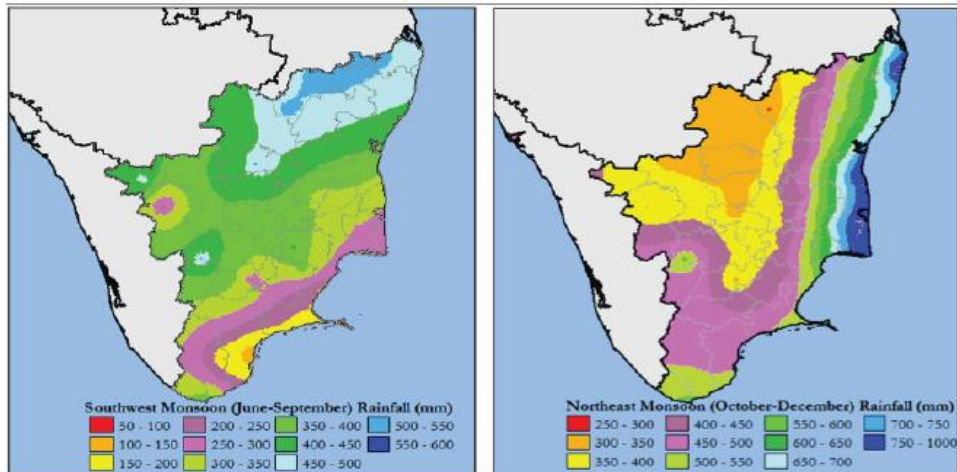 Southwest Monsoon (June-September) Rainfall (mm)
50 - 100 200 - 250 350 - 400 500 - 550
100 - 150 250 - 300 400 - 450 550 - 600
150 - 200 300 - 350 450 - 500
Northeast Monsoon (October-December) Rainfall (mm)
250 - 300 400 - 450 550 - 600 700 - 750
300 - 350 450 - 500 600 - 650 750 - 1000
350 - 400 500 - 550 650 - 700